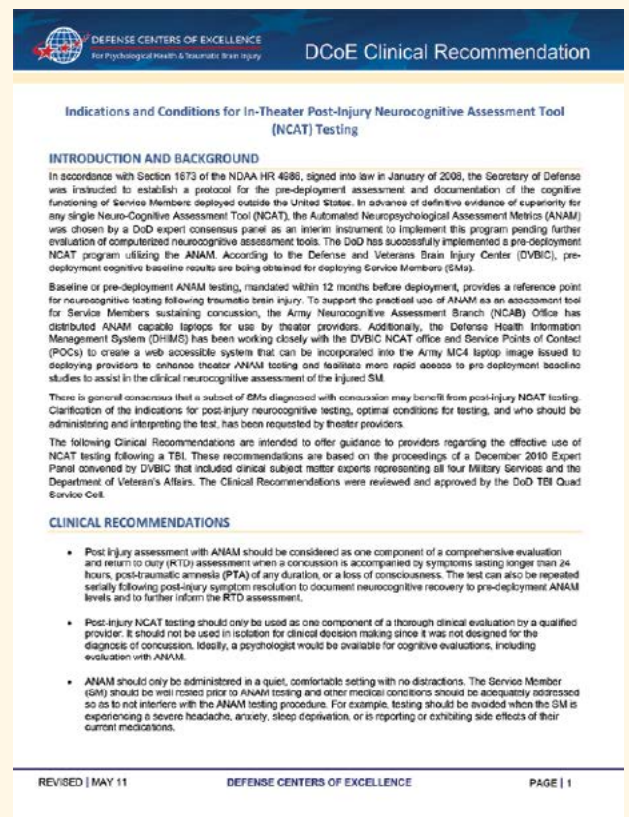 DEFENSE CENTERS OF EXCELLENCE
For Psychological Health & Traumatic Brain Injury
DCoE Clinical Recommendation
Indications and Conditions for In-Theater Post-Injury Neurocognitive Assessment Tool
(NCAT) Testing
INTRODUCTION AND BACKGROUND
In accordance with Section 1673 of the NDAA HR 4986, signed into law in January of 2008, the Secretary of Defense
was instructed to establish a protocol for the pre-deployment assessment and documentation of the cognitive
functioning of Service Members deployed outside the United States. In advance of definitive evidence of superiority for
any single Neuro-Cognitive Assessment Tool (NCAT), the Automated Neuropsychological Assessment Metrics (ANAM)
was chosen by a DoD expert consensus panel as an interim instrument to implement this program pending further
evaluation of computerized neurocognitive assessment tools. The DoD has successfully implemented a pre-deployment
NCAT program utilizing the ANAM. According to the Defense and Veterans Brain Injury Center (DVBIC), pre-
deployment cognitive baseline results are being obtained for deploying Service Members (SMs).
Baseline or pre-deployment ANAM testing, mandated within 12 months before deployment, provides a reference point
for neurocognitive testing following traumatic brain injury. To support the practical use of ANAM as an assessment tool
for Service Members sustaining concussion, the Army Neurocognitive Assessment Branch (NCAB) Office has
distributed ANAM capable laptops for use by theater providers. Additionally, the Defense Health Information
Management System (DHIMS) has been working closely with the DVBIC NCAT office and Service Points of Contact
(POCs) to create a web accessible system that can be incorporated into the Army MC4 laptop image issued to
deploying providers to enhance theater ANAM testing and facilitate more rapid access to pre-deployment baseline
studies to assist in the clinical neurocognitive assessment of the injured SM.
There is general consensus that a subset of SMs diagnosed with concussion may benefit from post-injury NCAT testing.
Clarification of the indications for post-injury neurocognitive testing, optimal conditions for testing, and who should be
administering and interpreting the test, has been requested by theater providers.
The following Clinical Recommendations are intended to offer guidance to providers regarding the effective use of
NCAT testing following a TBI. These recommendations are based on the proceedings of a December 2010 Expert
Panel convened by DVBIC that included clinical subject matter experts representing all four Military Services and the
Department of Veteran's Affairs. The Clinical Recommendations were reviewed and approved by the DoD TBI Quad
Service Cell.
CLINICAL RECOMMENDATIONS
• Post injury assessment with ANAM should be considered as one component of a comprehensive evaluation
and return to duty (RTD) assessment when a concussion is accompanied by symptoms lasting longer than 24
hours, post-traumatic amnesia (PTA) of any duration, or a loss of consciousness. The test can also be repeated
serially following post-injury symptom resolution to document neurocognitive recovery to pre-deployment ANAM
levels and to further inform the RTD assessment.
• Post-injury NCAT testing should only be used as one component of a thorough clinical evaluation by a qualified
provider. It should not be used in isolation for clinical decision making since it was not designed for the
diagnosis of concussion. Ideally, a psychologist would be available for cognitive evaluations, including
evaluation with ANAM.
• ANAM should only be administered in a quiet, comfortable setting with no distractions. The Service Member
(SM) should be well rested prior to ANAM testing and other medical conditions should be adequately addressed
so as to not interfere with the ANAM testing procedure. For example, testing should be avoided when the SM is
experiencing a severe headache, anxiety, sleep deprivation, or is reporting or exhibiting side effects of their
current medications.
REVISED | MAY 11
DEFENSE CENTERS OF EXCELLENCE
PAGE | 1